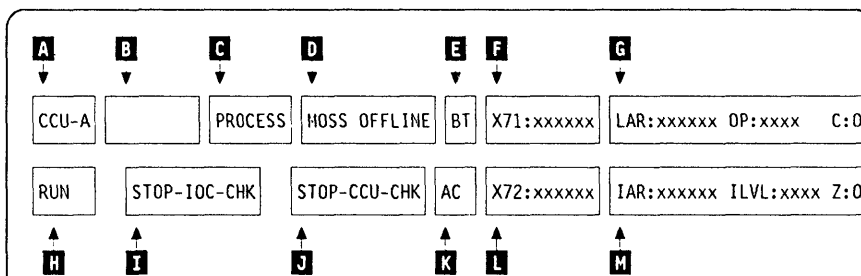 A B C D E F G
CCU-A PROCESS MOSS OFFLINE BT X71:xxxxxx LAR:xxxxxx OP:xxxx C:0
RUN STOP-IOC-CHK STOP-CCU-CHK AC X72:xxxxxx IAR:xxxxxx ILVL:xxxx Z:0
H I J K L M